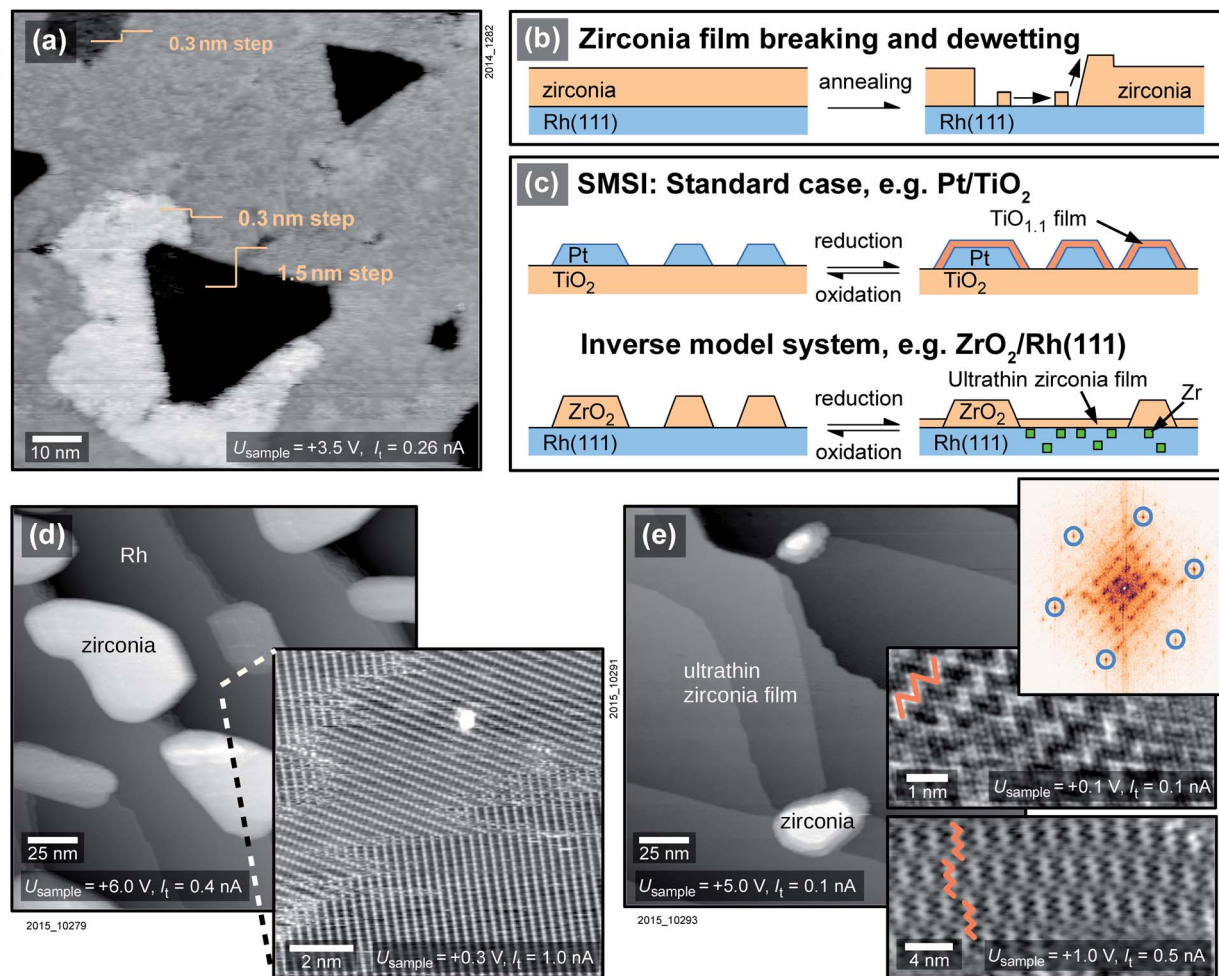 (a)
0.3 nm step
2014_1282
0.3 nm step
1.5 nm step
10 nm
Usample = +3.5 V, It = 0.26 nA
(b) Zirconia film breaking and dewetting
zirconia
Rh(111)
annealing
zirconia
Rh(111)
(c) SMSI: Standard case, e.g. Pt/TiO2
TiO1.1 film
Pt
TiO2
reduction
oxidation
Pt
TiO2
Inverse model system, e.g. ZrO2/Rh(111)
Ultrathin zirconia film
Zr
ZrO2
Rh(111)
reduction
oxidation
ZrO2
Rh(111)
(d)
Rh
zirconia
25 nm
Usample = +6.0 V, It = 0.4 nA
2015_10279
2015_10291
2 nm
Usample = +0.3 V, It = 1.0 nA
(e)
ultrathin
zirconia film
zirconia
25 nm
Usample = +5.0 V, It = 0.1 nA
2015_10293
1 nm
Usample = +0.1 V, It = 0.1 nA
4 nm
Usample = +1.0 V, It = 0.5 nA